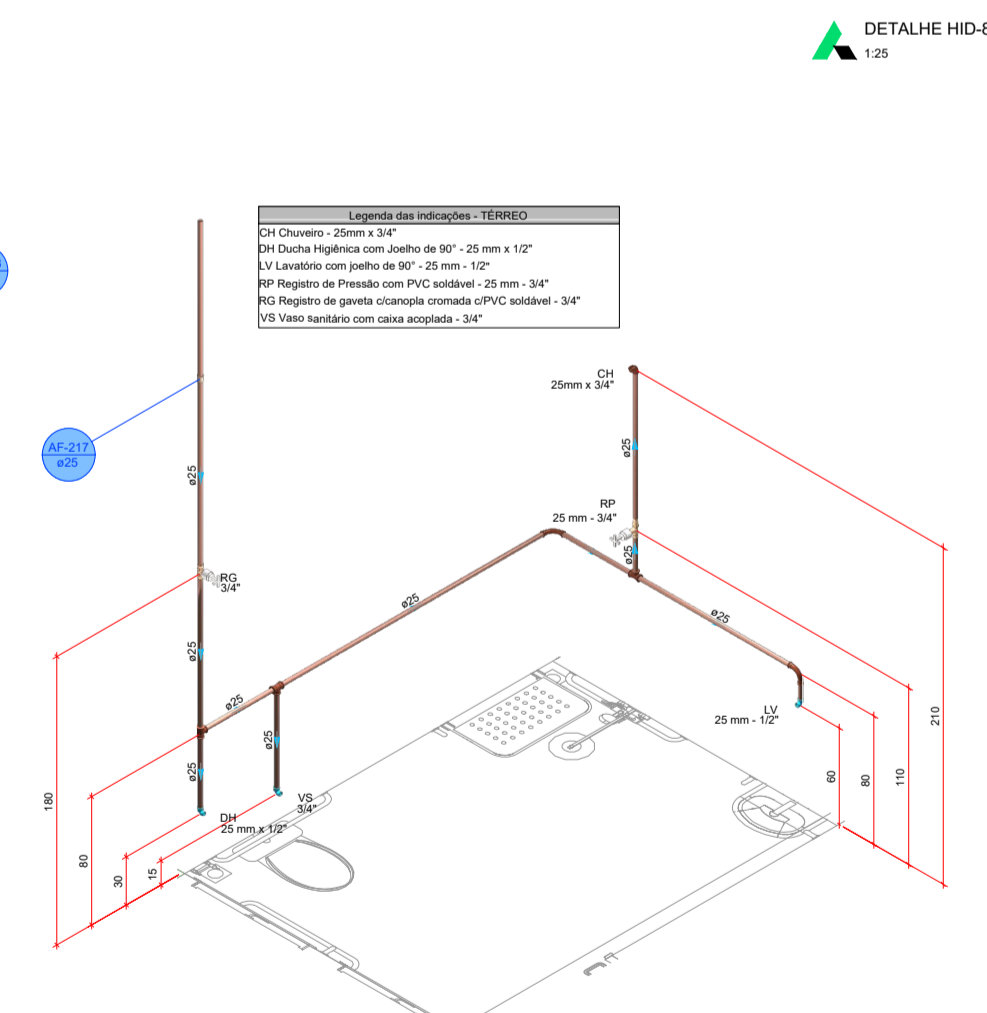 DETALHE HID-8
1:25
Legenda das indicações - TÉRREO
CH Chuveiro - 25mm x 3/4"
DH Ducha Higiênica com Joelho de 90° - 25 mm x 1/2"
LV Lavatório com joelho de 90° - 25 mm - 1/2"
RP Registro de Pressão com PVC soldável - 25 mm - 3/4"
RG Registro de gaveta c/canopla cromada c/PVC soldável - 3/4"
VS Vaso sanitário com caixa acoplada - 3/4"
CH
25mm x 3/4"
AF-217
ø25
ø25
ø25
RP
25 mm - 3/4"
ø25
RG
3/4"
ø25
ø25
ø25
ø25
LV
25 mm - 1/2"
ø25
ø25
VS
3/4"
DH
25 mm x 1/2"
180
80
30
15
60
80
110
210